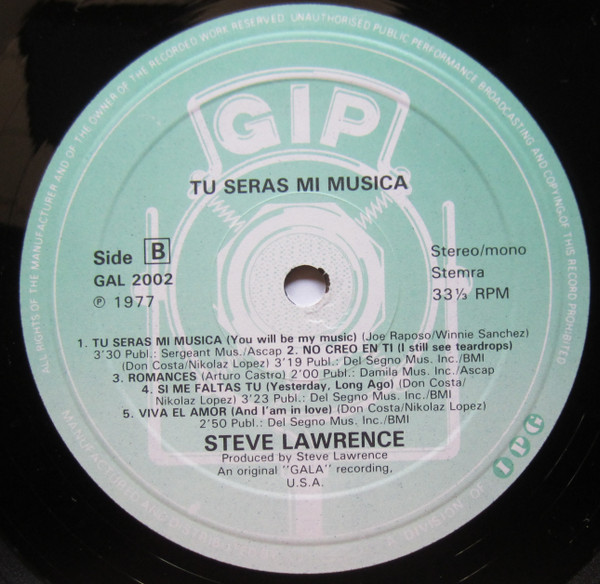 ALL RIGHTS OF THE MANUFACTURER AND OF THE OWNER OF THE RECORDED WORK RESERVED. UNAUTHORISED PUBLIC PERFORMANCE BROADCASTING AND COPYING OF THIS RECORD PROHIBITED.
GIP
TU SERAS MI MUSICA
Side B
GAL 2002
℗ 1977
Stereo/mono
Stemra
33⅓ RPM
1. TU SERAS MI MUSICA (You will be my music) (Joe Raposo/Winnie Sanchez)
3'30 Publ.: Sergeant Mus./Ascap 2. NO CREO EN TI (I still see teardrops)
(Don Costa/Nikolaz Lopez) 3'19 Publ.: Del Segno Mus. Inc./BMI
3. ROMANCES (Arturo Castro) 2'00 Publ.: Damila Mus. Inc./Ascap
4. SI ME FALTAS TU (Yesterday, Long Ago) (Don Costa/
Nikolaz Lopez) 3'23 Publ.: Del Segno Mus. Inc./BMI
5. VIVA EL AMOR (And I'am in love) (Don Costa/Nikolaz Lopez)
2'50 Publ.: Del Segno Mus. Inc./BMI
STEVE LAWRENCE
Produced by Steve Lawrence
An original "GALA" recording,
U.S.A.
MANUFACTURED AND DISTRIBUTED
A DIVISION OF